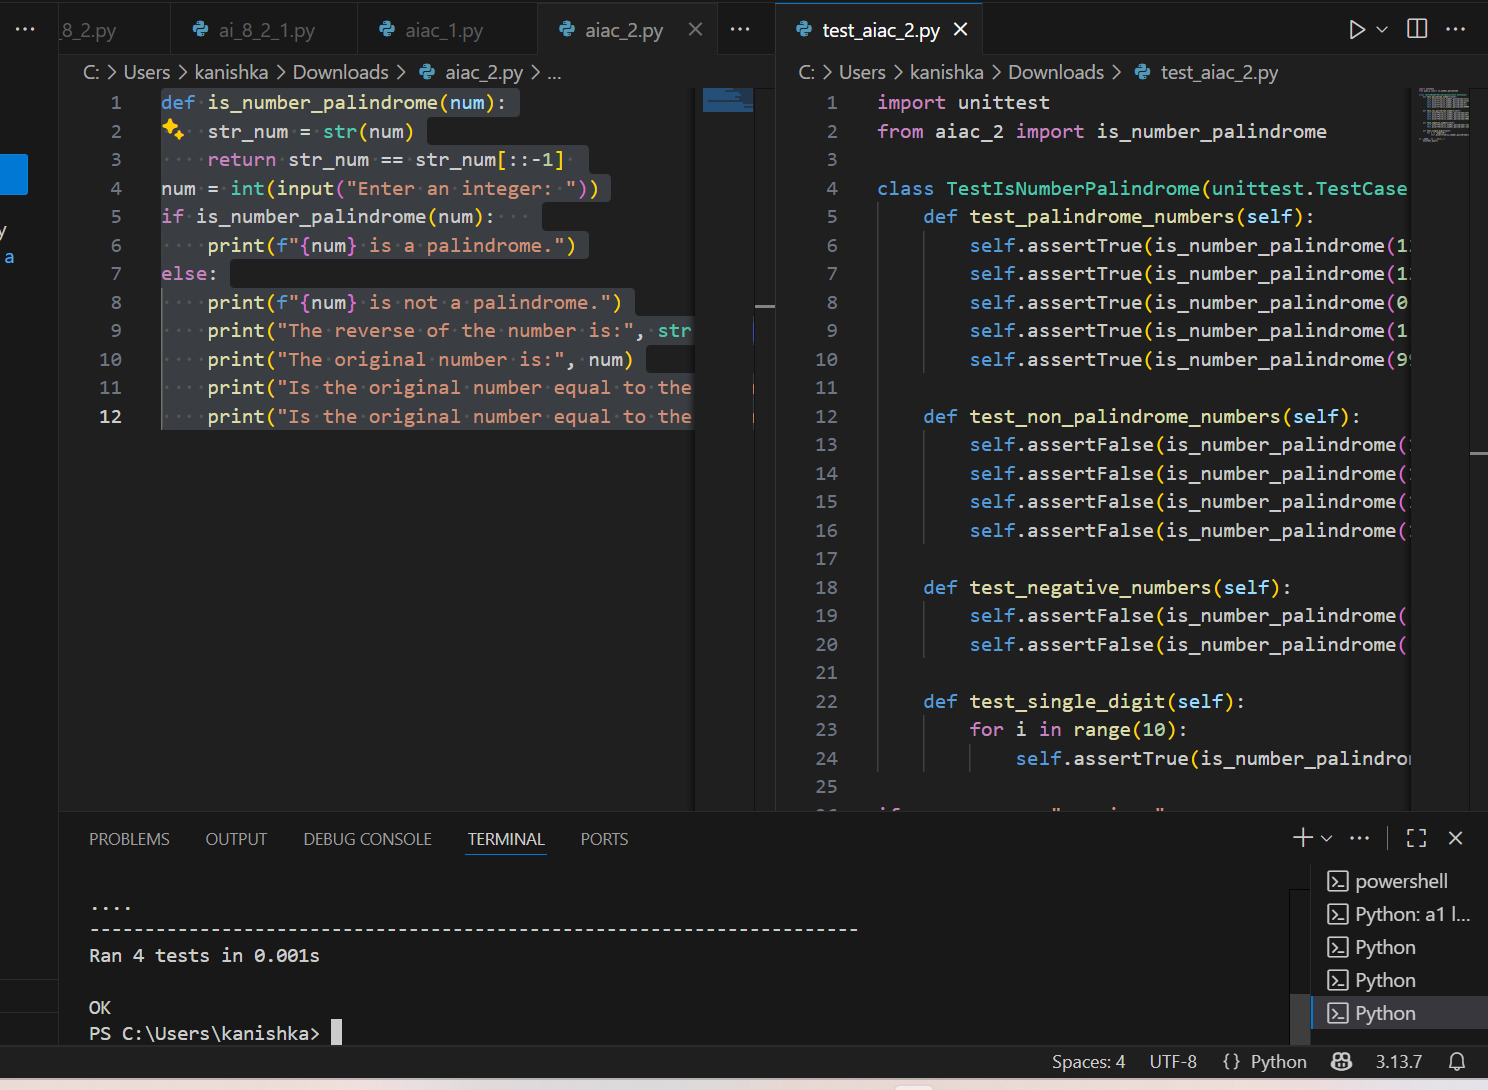 _8_2.py
ai_8_2_1.py
aiac_1.py
aiac_2.py
test_aiac_2.py
C: > Users > kanishka > Downloads > aiac_2.py > ...
1 def is_number_palindrome(num):
2 str_num = str(num)
3 return str_num == str_num[::-1]
4 num = int(input("Enter an integer: "))
5 if is_number_palindrome(num):
6 print(f"{num} is a palindrome.")
7 else:
8 print(f"{num} is not a palindrome.")
9 print("The reverse of the number is:", str
10 print("The original number is:", num)
11 print("Is the original number equal to the
12 print("Is the original number equal to the
C: > Users > kanishka > Downloads > test_aiac_2.py
1 import unittest
2 from aiac_2 import is_number_palindrome
3
4 class TestIsNumberPalindrome(unittest.TestCase
5 def test_palindrome_numbers(self):
6 self.assertTrue(is_number_palindrome(1
7 self.assertTrue(is_number_palindrome(1
8 self.assertTrue(is_number_palindrome(0
9 self.assertTrue(is_number_palindrome(1
10 self.assertTrue(is_number_palindrome(9
11
12 def test_non_palindrome_numbers(self):
13 self.assertFalse(is_number_palindrome(
14 self.assertFalse(is_number_palindrome(
15 self.assertFalse(is_number_palindrome(
16 self.assertFalse(is_number_palindrome(
17
18 def test_negative_numbers(self):
19 self.assertFalse(is_number_palindrome(
20 self.assertFalse(is_number_palindrome(
21
22 def test_single_digit(self):
23 for i in range(10):
24 self.assertTrue(is_number_palindro
25
y
a
PROBLEMS OUTPUT DEBUG CONSOLE TERMINAL PORTS
....
----------------------------------------------------------------------
Ran 4 tests in 0.001s
OK
PS C:\Users\kanishka>
powershell
Python: a1 l...
Python
Python
Python
Spaces: 4 UTF-8 {} Python 3.13.7